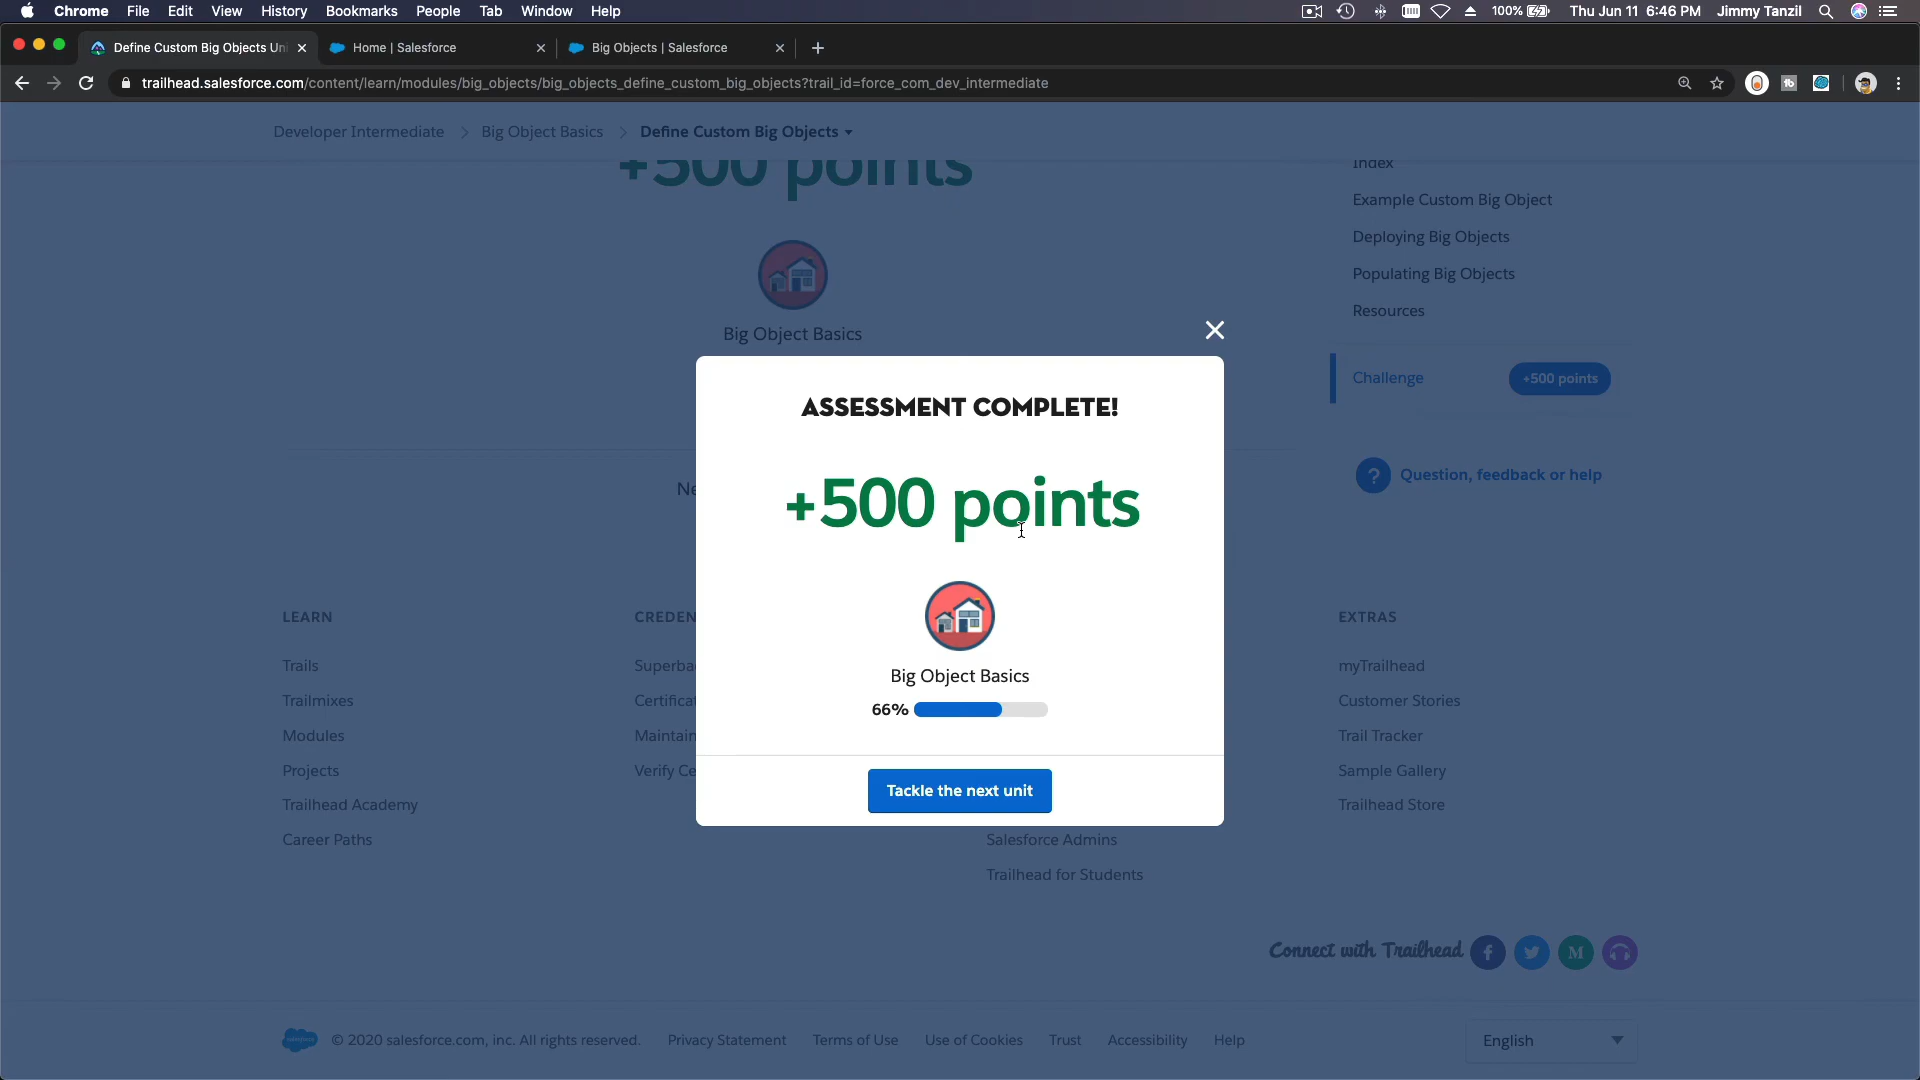 Chrome File Edit View History Bookmarks People Tab Window Help 100% Thu Jun 11 6:46 PM Jimmy Tanzil
Define Custom Big Objects Uni Home | Salesforce Big Objects | Salesforce
trailhead.salesforce.com/content/learn/modules/big_objects/big_objects_define_custom_big_objects?trail_id=force_com_dev_intermediate
Developer Intermediate > Big Object Basics > Define Custom Big Objects
+500 points
Index
Example Custom Big Object
Deploying Big Objects
Populating Big Objects
Resources
Big Object Basics
Challenge +500 points
Question, feedback or help
Ne
ASSESSMENT COMPLETE!
+500 points
Big Object Basics
66%
Tackle the next unit
LEARN
Trails
Trailmixes
Modules
Projects
Trailhead Academy
Career Paths
CREDEN
Superba
Certificat
Maintain
Verify Ce
Salesforce Admins
Trailhead for Students
EXTRAS
myTrailhead
Customer Stories
Trail Tracker
Sample Gallery
Trailhead Store
Connect with Trailhead
© 2020 salesforce.com, inc. All rights reserved. Privacy Statement Terms of Use Use of Cookies Trust Accessibility Help English